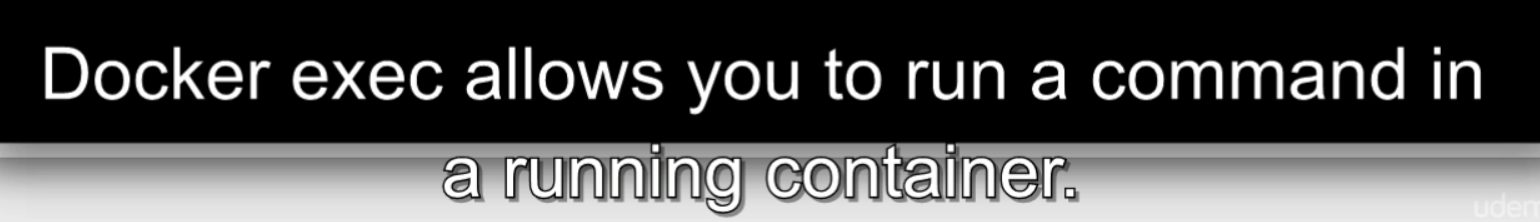 Docker exec allows you to run a command in
a running container.